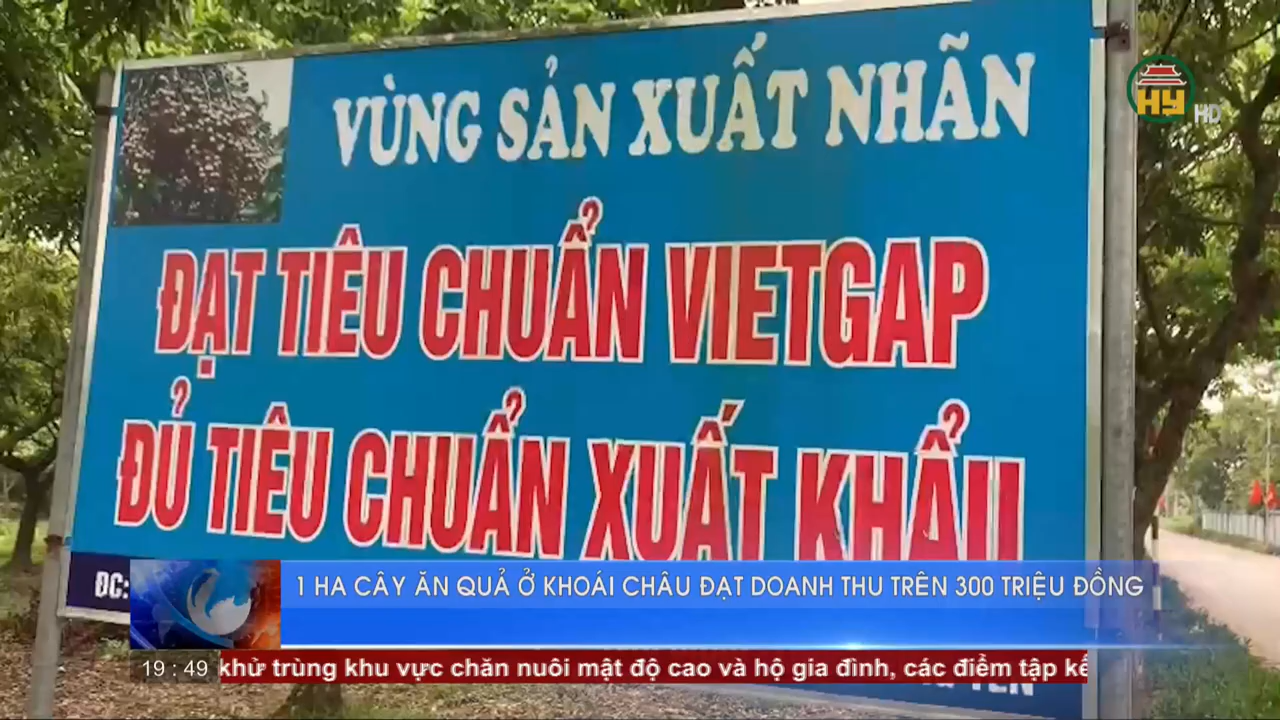 VÙNG SẢN XUẤT NHÃN
HY HD
ĐẠT TIÊU CHUẨN VIETGAP
ĐỦ TIÊU CHUẨN XUẤT KHẨU
ĐC:
1 HA CÂY ĂN QUẢ Ở KHOÁI CHÂU ĐẠT DOANH THU TRÊN 300 TRIỆU ĐỒNG
19 : 49 khử trùng khu vực chăn nuôi mật độ cao và hộ gia đình, các điểm tập kế